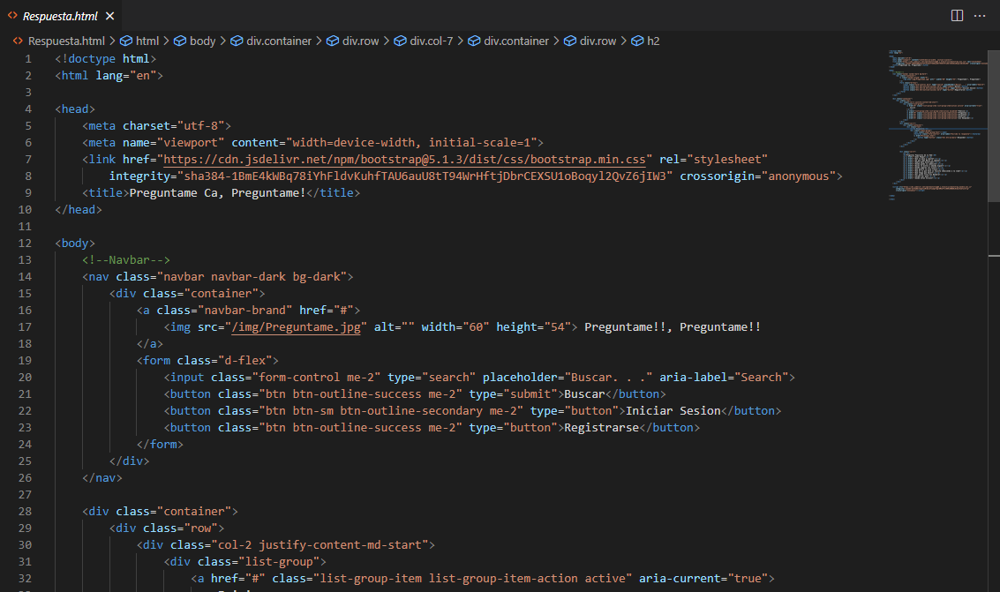 Respuesta.html
Respuesta.html > html > body > div.container > div.row > div.col-7 > div.container > div.row > h2
1 <!doctype html>
2 <html lang="en">
3
4 <head>
5 <meta charset="utf-8">
6 <meta name="viewport" content="width=device-width, initial-scale=1">
7 <link href="https://cdn.jsdelivr.net/npm/bootstrap@5.1.3/dist/css/bootstrap.min.css" rel="stylesheet"
8 integrity="sha384-1BmE4kWBq78iYhFldvKuhfTAU6auU8tT94WrHftjDbrCEXSU1oBoqyl2QvZ6jIW3" crossorigin="anonymous">
9 <title>Preguntame Ca, Preguntame!</title>
10 </head>
11
12 <body>
13 <!--Navbar-->
14 <nav class="navbar navbar-dark bg-dark">
15 <div class="container">
16 <a class="navbar-brand" href="#">
17 <img src="/img/Preguntame.jpg" alt="" width="60" height="54"> Preguntame!!, Preguntame!!
18 </a>
19 <form class="d-flex">
20 <input class="form-control me-2" type="search" placeholder="Buscar. . ." aria-label="Search">
21 <button class="btn btn-outline-success me-2" type="submit">Buscar</button>
22 <button class="btn btn-sm btn-outline-secondary me-2" type="button">Iniciar Sesion</button>
23 <button class="btn btn-outline-success me-2" type="button">Registrarse</button>
24 </form>
25 </div>
26 </nav>
27
28 <div class="container">
29 <div class="row">
30 <div class="col-2 justify-content-md-start">
31 <div class="list-group">
32 <a href="#" class="list-group-item list-group-item-action active" aria-current="true">